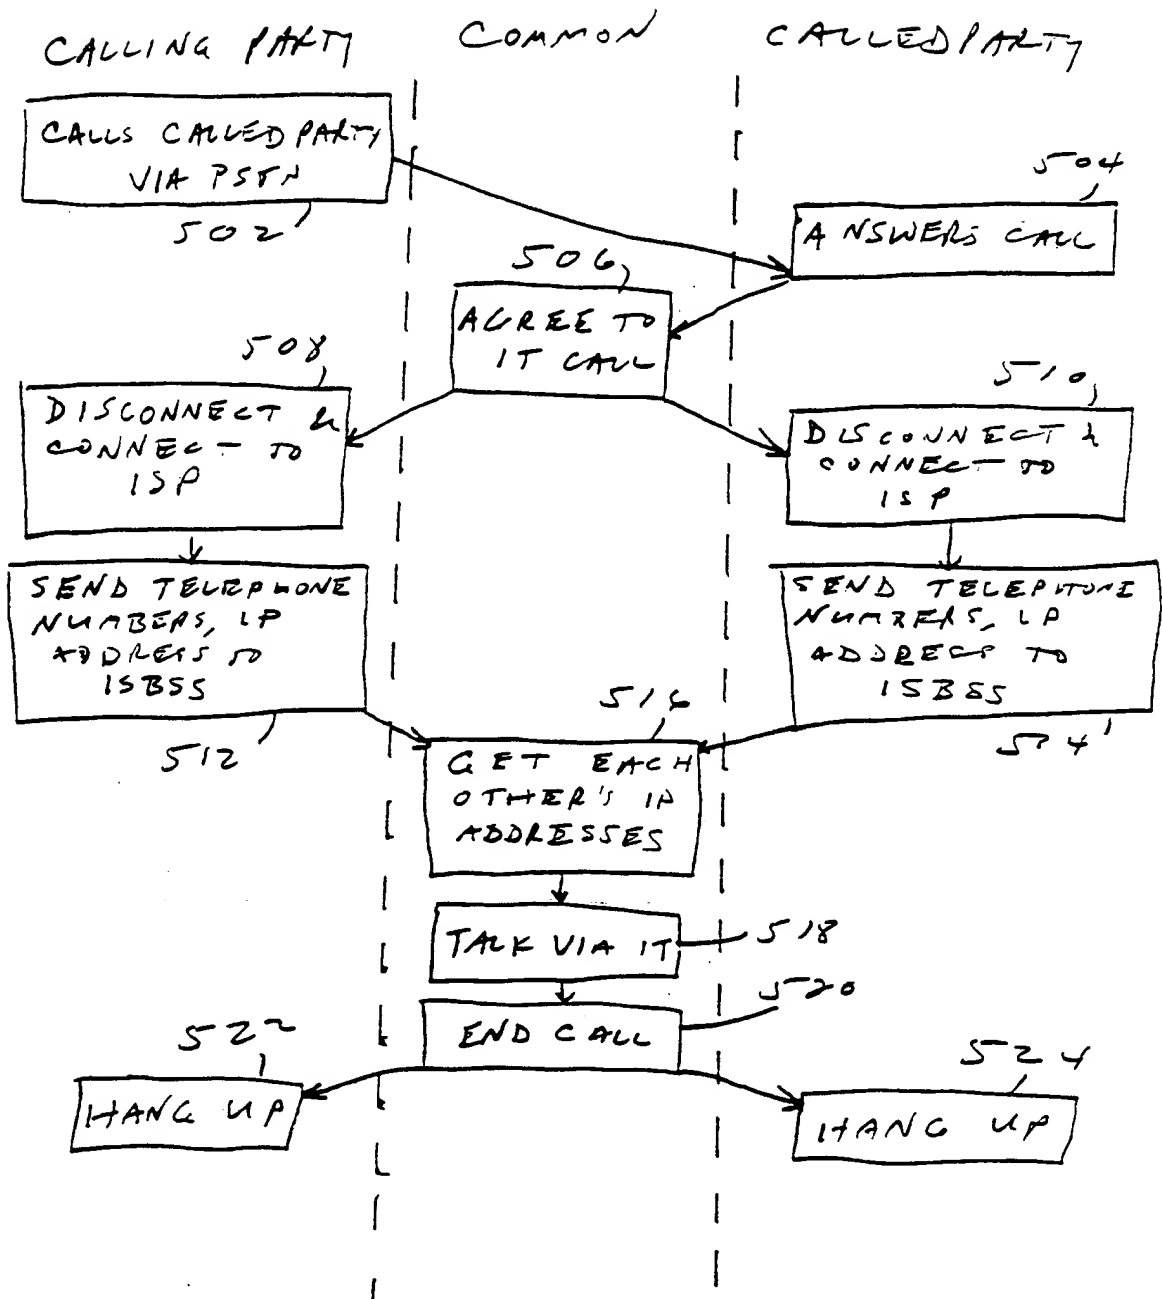 CALLING PARTY
COMMON
CALLED PARTY
CALLS CALLED PARTY
VIA PSTN
502
504
ANSWERS CALL
506
AGREE TO
IT CALL
508
DISCONNECT &
CONNECT TO
ISP
510
DISCONNECT &
CONNECT TO
ISP
SEND TELEPHONE
NUMBERS, IP
ADDRESS TO
ISBSS
512
SEND TELEPHONE
NUMBERS, IP
ADDRESS TO
ISBSS
514
516
GET EACH
OTHER'S IP
ADDRESSES
TALK VIA IT
518
520
END CALL
522
HANG UP
524
HANG UP